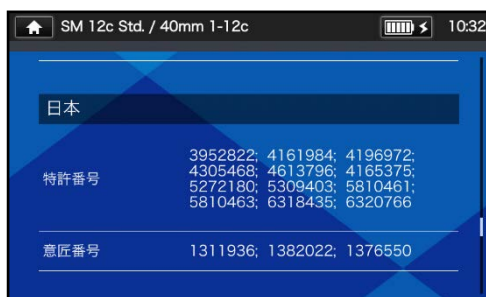 SM 12c Std. / 40mm 1-12c 10:32
日本
特許番号
3952822; 4161984; 4196972;
4305468; 4613796; 4165375;
5272180; 5309403; 5810461;
5810463; 6318435; 6320766
意匠番号 1311936; 1382022; 1376550